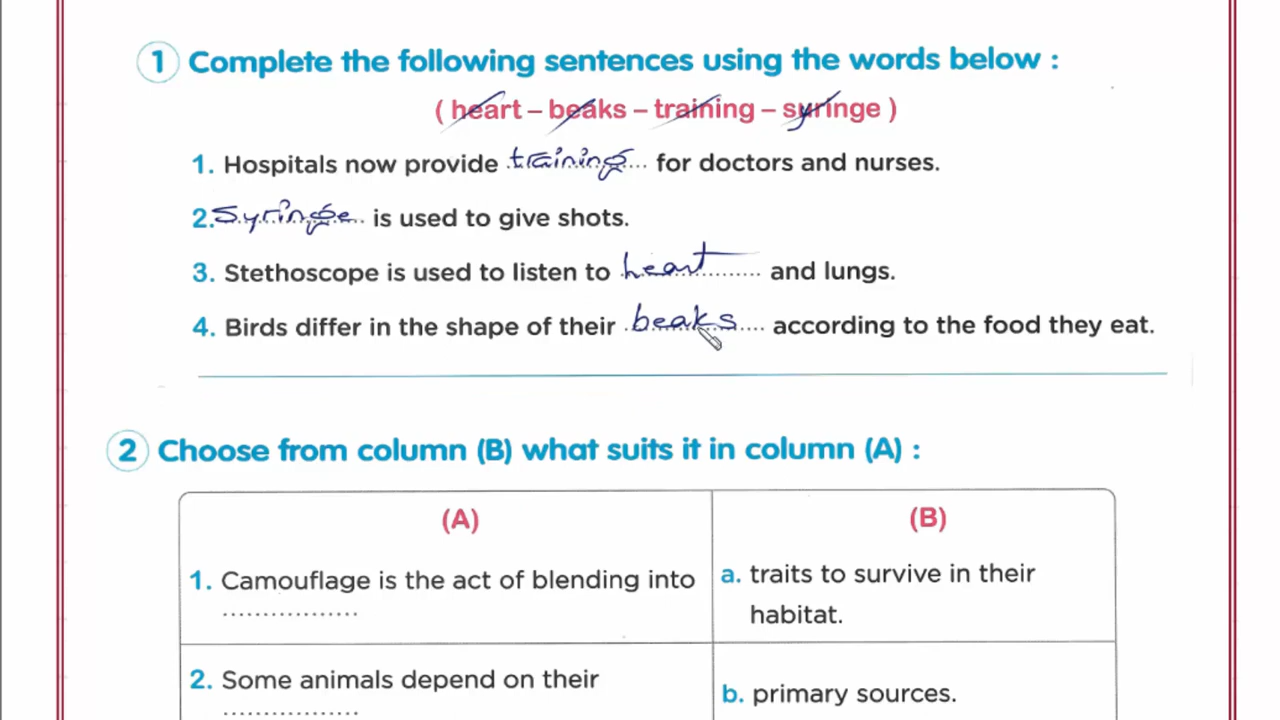 1 Complete the following sentences using the words below :
( heart – beaks – training – syringe )
1. Hospitals now provide training... for doctors and nurses.
2. Syringe.. is used to give shots.
3. Stethoscope is used to listen to heart........ and lungs.
4. Birds differ in the shape of their .beaks.... according to the food they eat.
2 Choose from column (B) what suits it in column (A) :
(A) (B)
1. Camouflage is the act of blending into
................
a. traits to survive in their
habitat.
2. Some animals depend on their
................
b. primary sources.